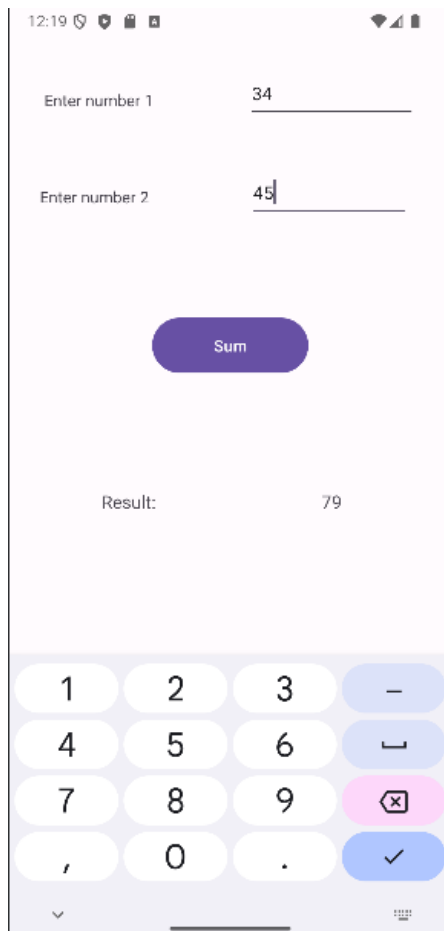 12:19
Enter number 1 34
Enter number 2 45
Sum
Result: 79
1 2 3 –
4 5 6
7 8 9
, 0 .